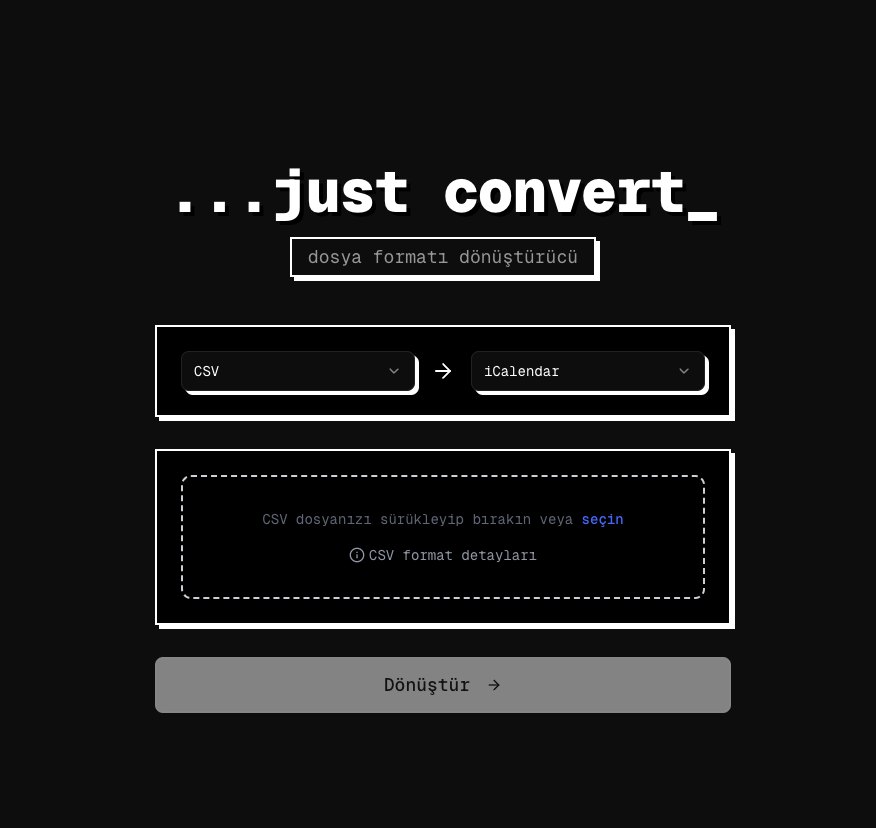 ...just convert_
dosya formatı dönüştürücü
CSV
iCalendar
CSV dosyanızı sürükleyip bırakın veya seçin
CSV format detayları
Dönüştür